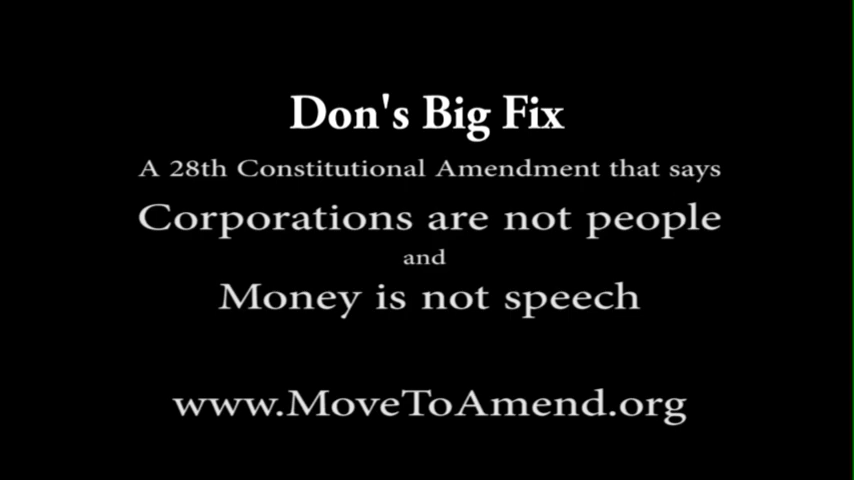 Don's Big Fix
A 28th Constitutional Amendment that says
Corporations are not people
and
Money is not speech
www.MoveToAmend.org